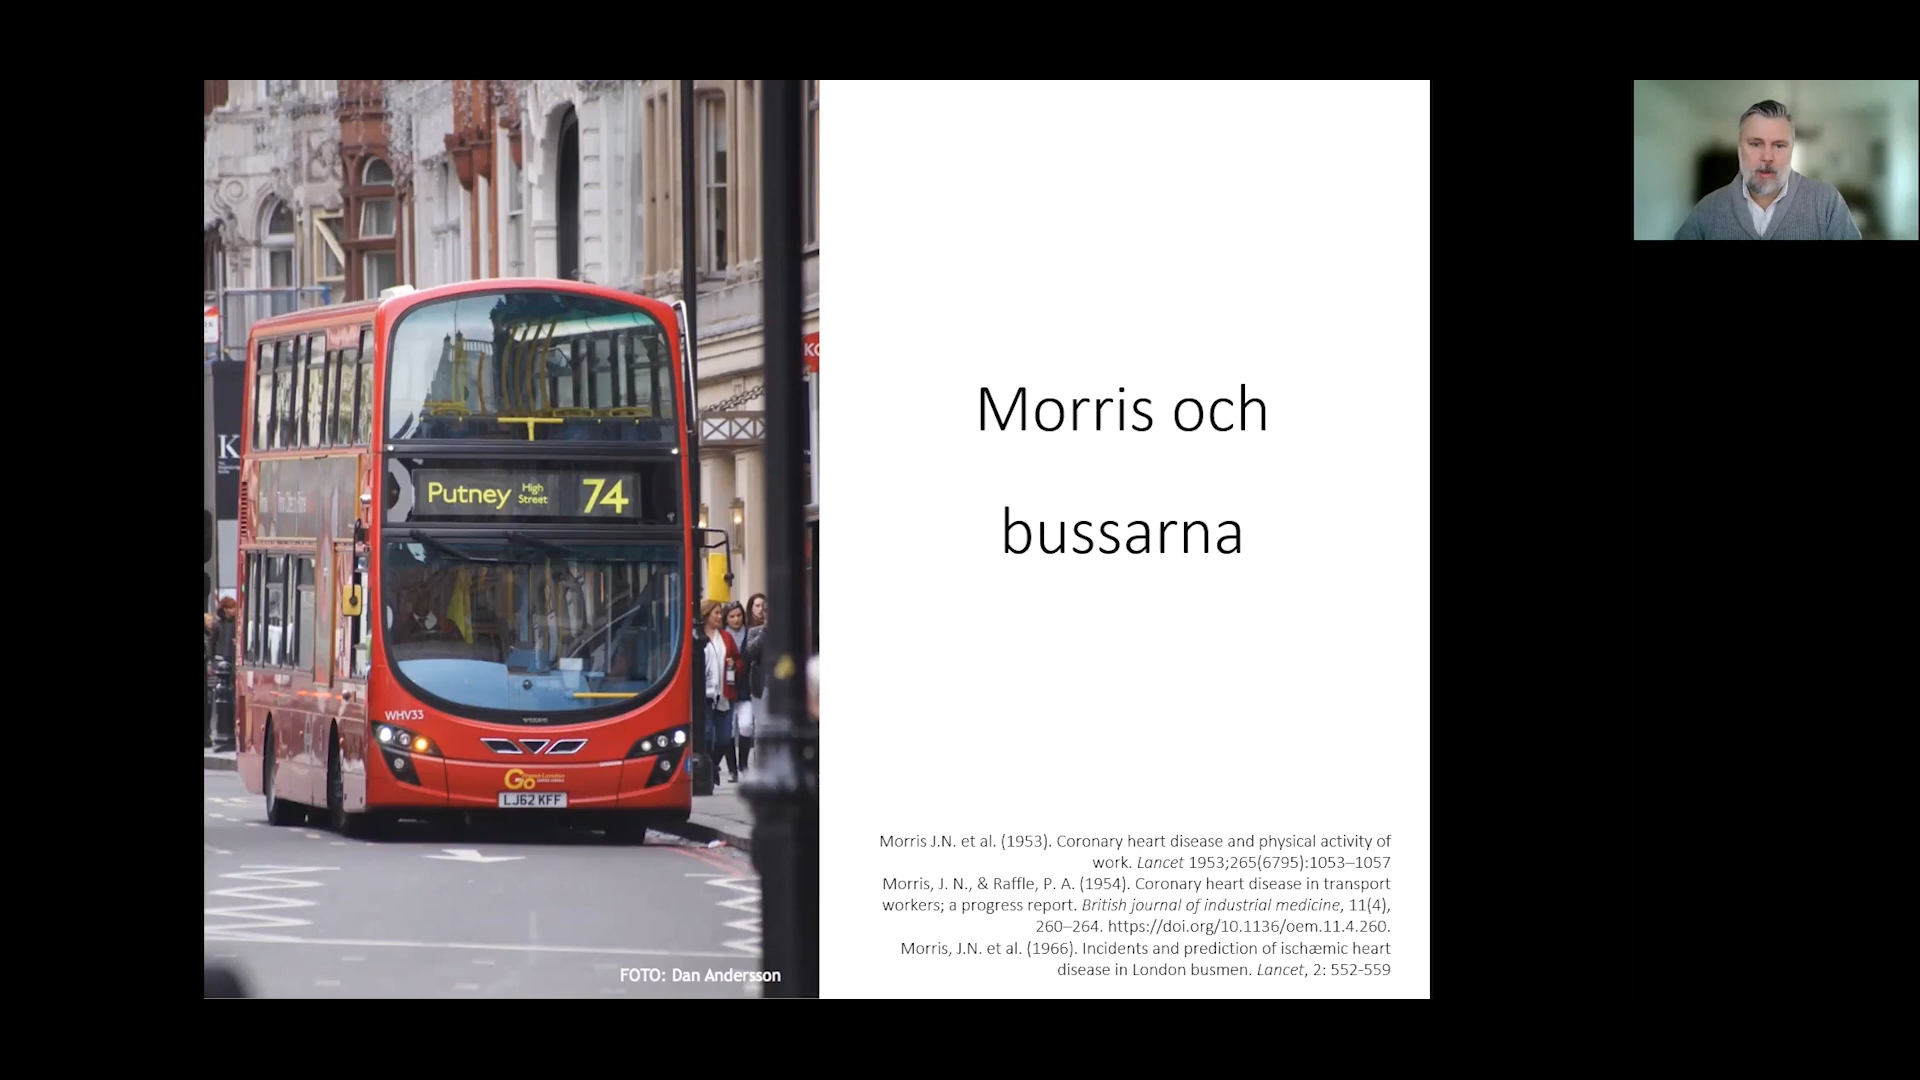 K
Putney High Street 74
WHV33
Go
LJ62 KFF
FOTO: Dan Andersson
Morris och
bussarna
Morris J.N. et al. (1953). Coronary heart disease and physical activity of
work. Lancet 1953;265(6795):1053–1057
Morris, J. N., & Raffle, P. A. (1954). Coronary heart disease in transport
workers; a progress report. British journal of industrial medicine, 11(4),
260–264. https://doi.org/10.1136/oem.11.4.260.
Morris, J.N. et al. (1966). Incidents and prediction of ischæmic heart
disease in London busmen. Lancet, 2: 552-559